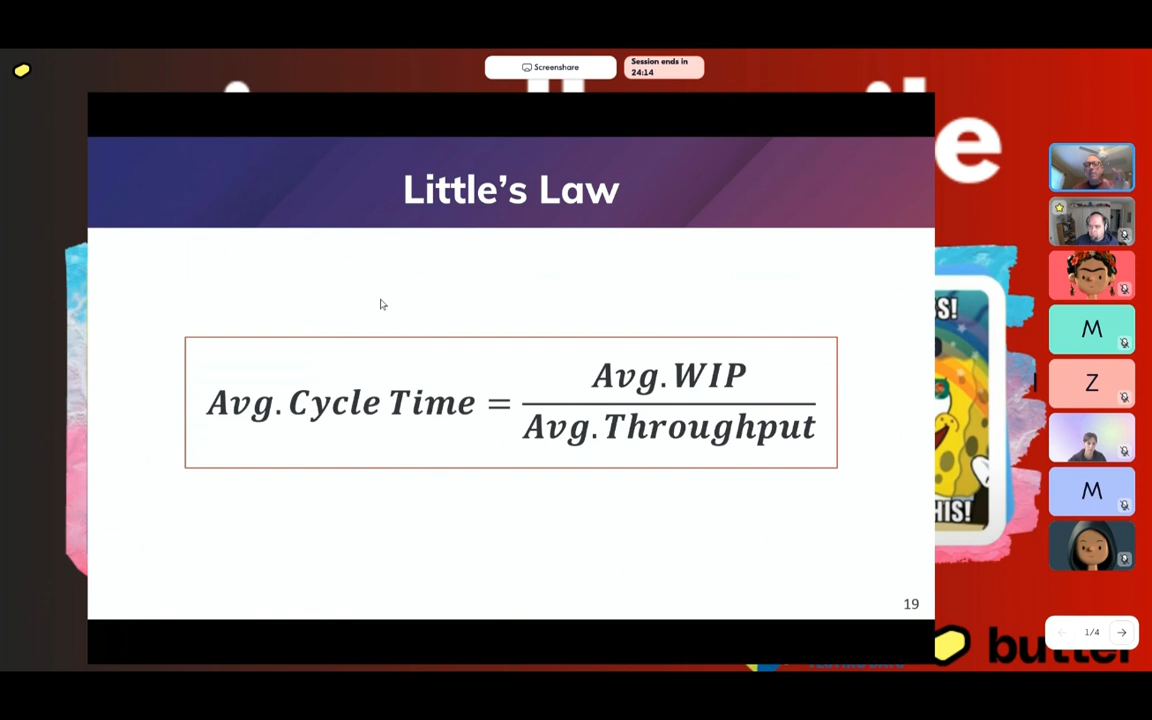 Screenshare
Session ends in
24:14
e
Little's Law
Avg. Cycle Time = Avg. WIP / Avg. Throughput
S!
HIS!
M
Z
M
19
1/4
butter